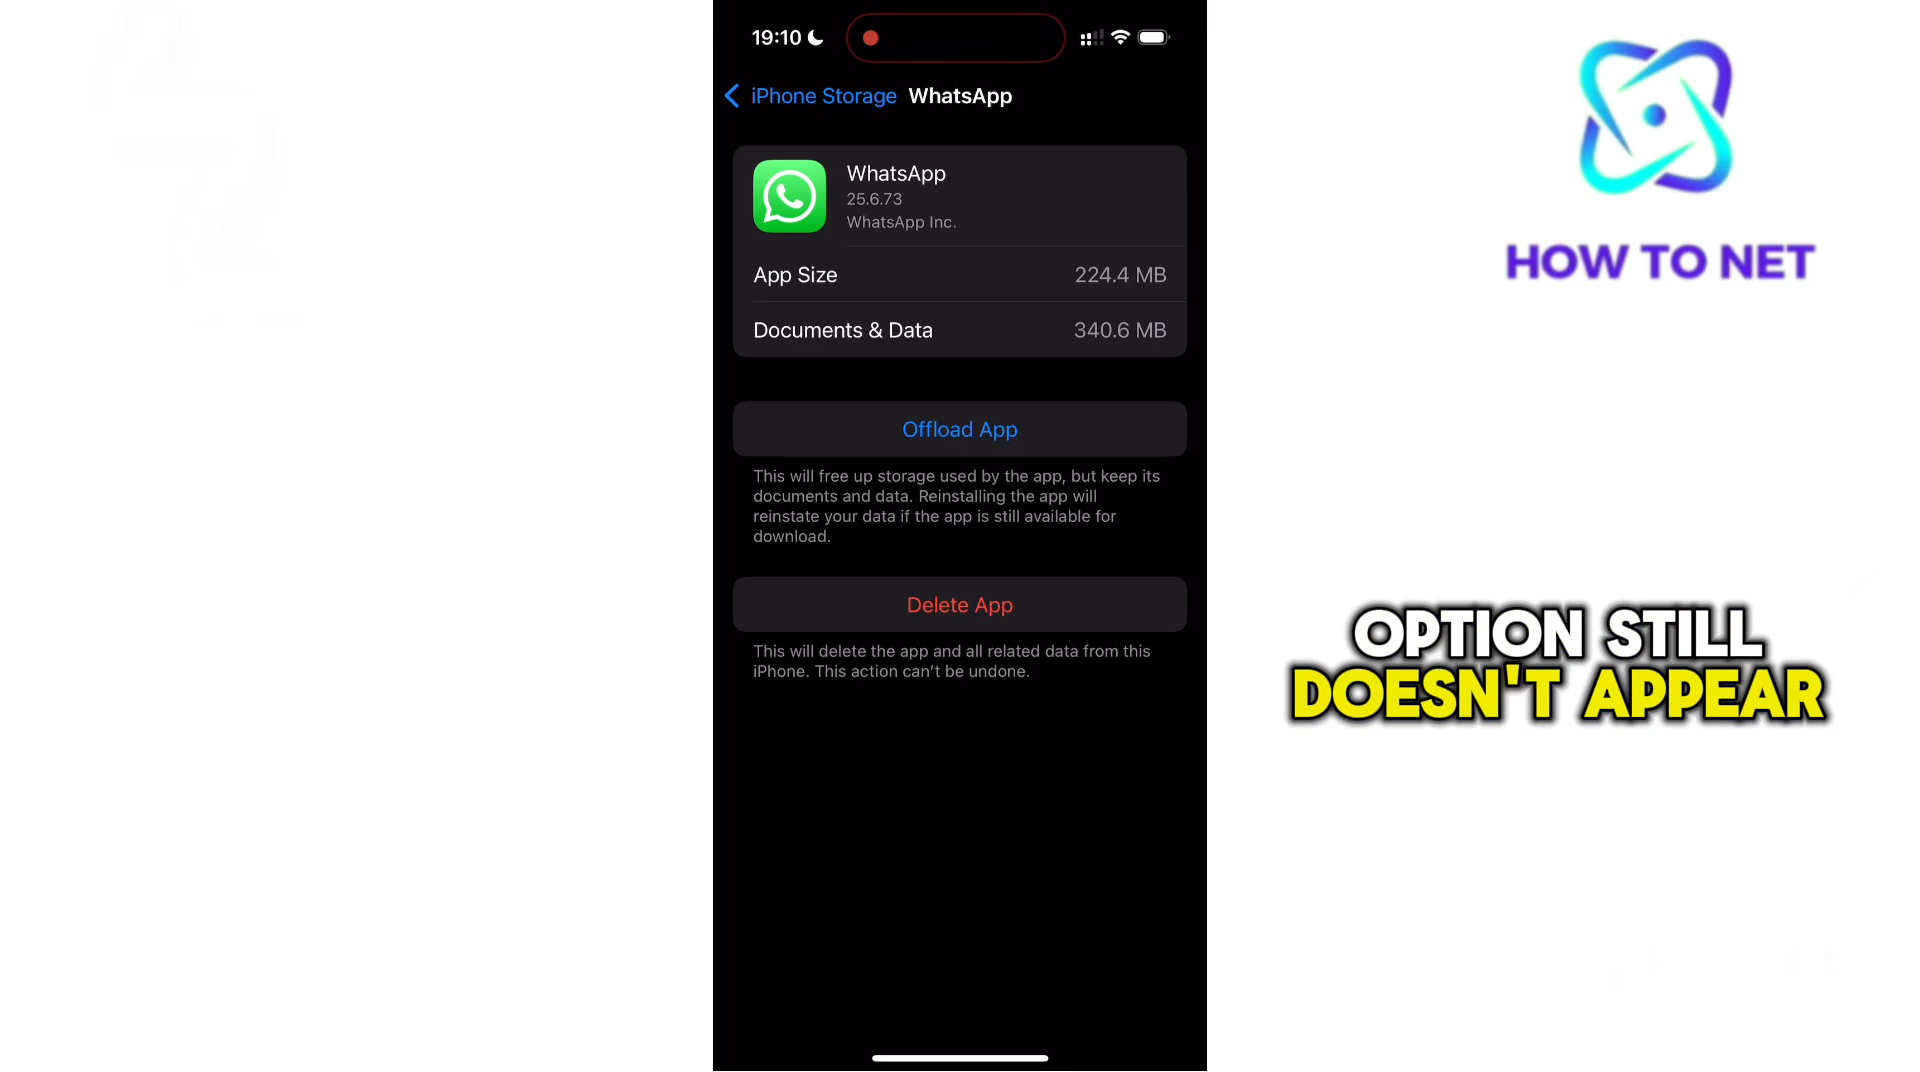 19:10
iPhone Storage WhatsApp
WhatsApp
25.6.73
WhatsApp Inc.
App Size 224.4 MB
Documents & Data 340.6 MB
Offload App
This will free up storage used by the app, but keep its
documents and data. Reinstalling the app will
reinstate your data if the app is still available for
download.
Delete App
This will delete the app and all related data from this
iPhone. This action can’t be undone.
HOW TO NET
OPTION STILL
DOESN'T APPEAR